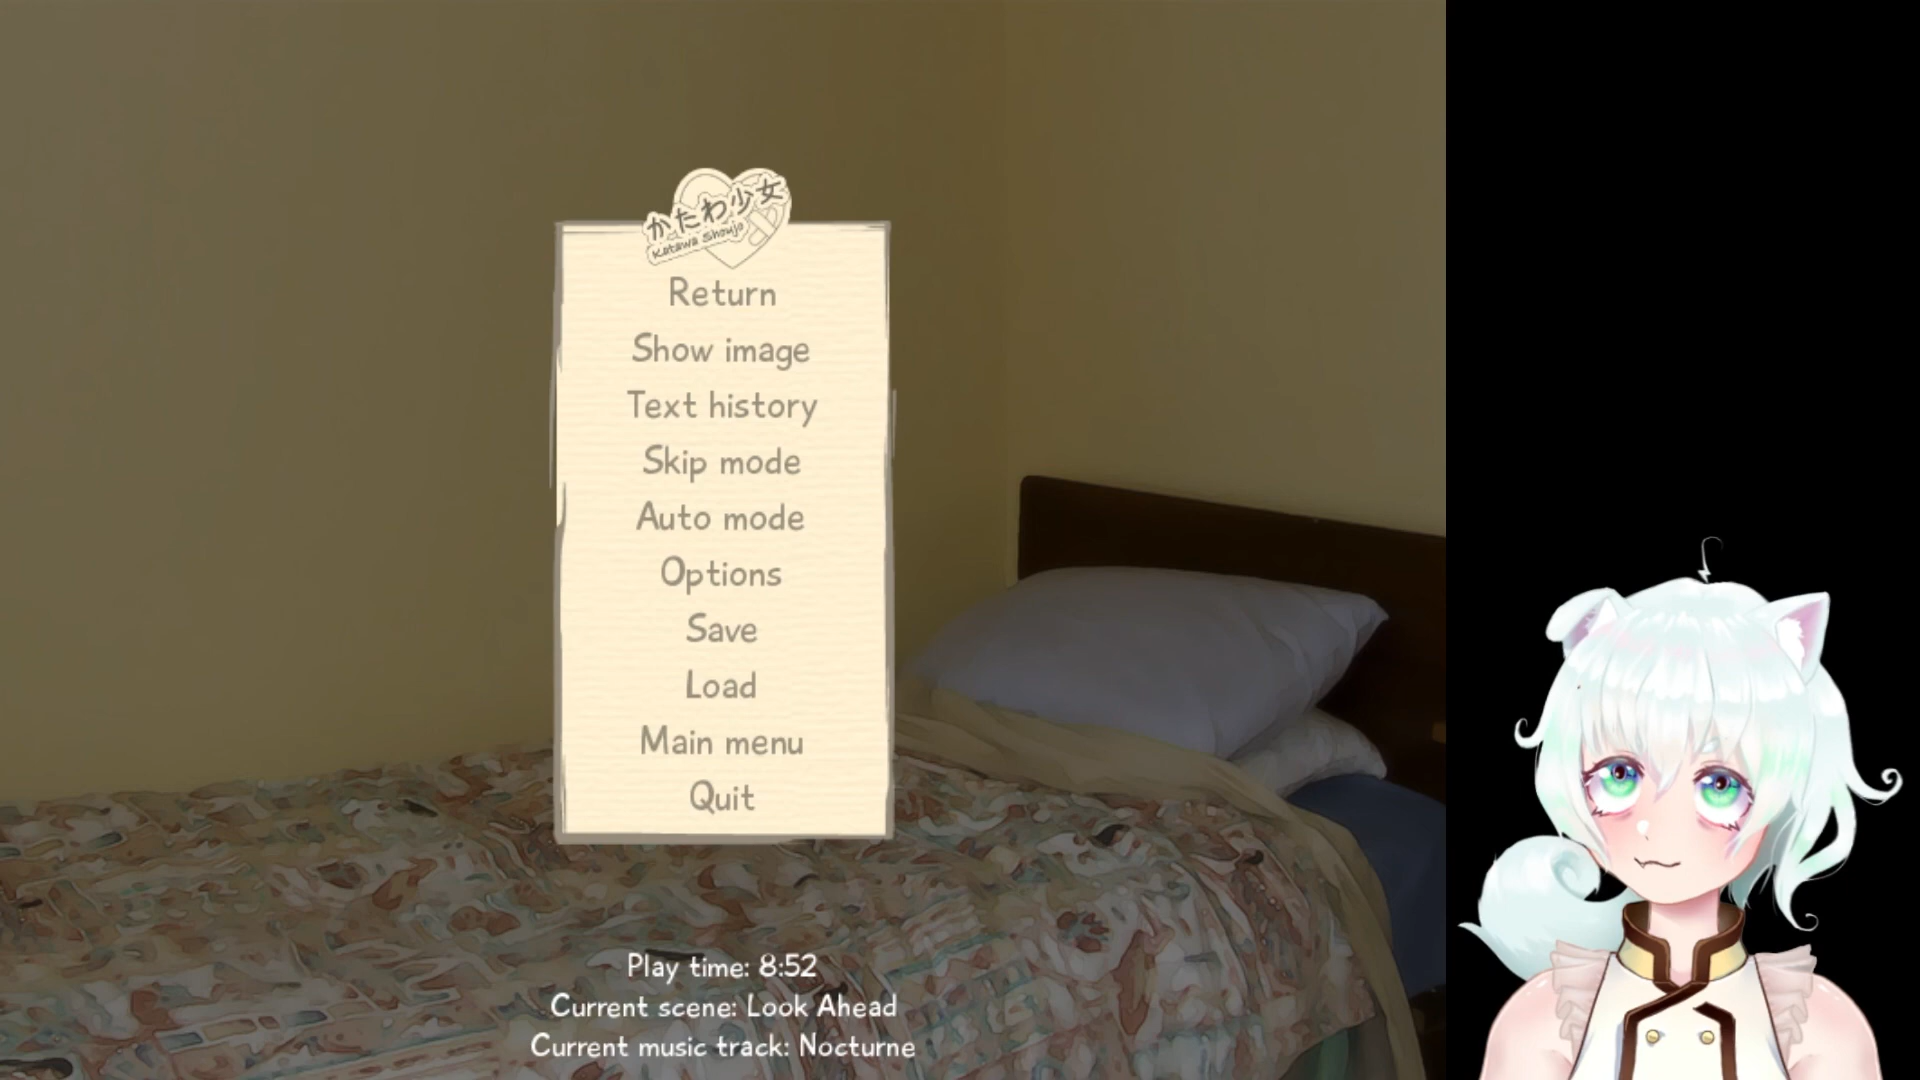 かたわ少女
Katawa Shoujo
Return
Show image
Text history
Skip mode
Auto mode
Options
Save
Load
Main menu
Quit
Play time: 8:52
Current scene: Look Ahead
Current music track: Nocturne